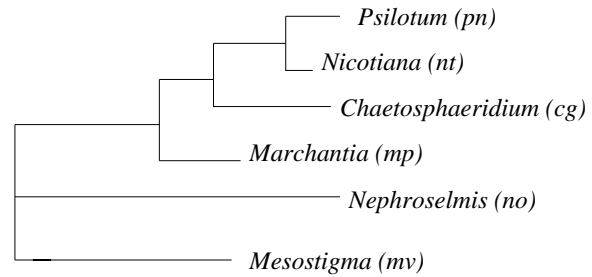 Psilotum (pn)
Nicotiana (nt)
Chaetosphaeridium (cg)
Marchantia (mp)
Nephroselmis (no)
Mesostigma (mv)